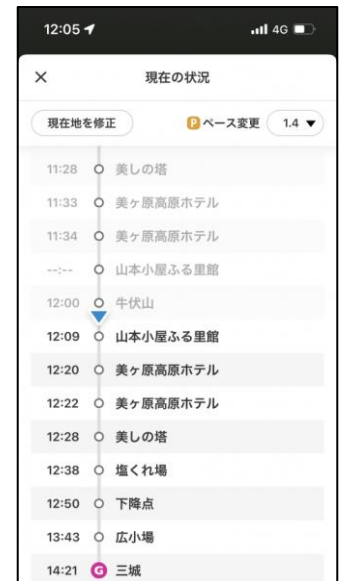 12:05 4G
× 現在の状況
現在地を修正 P ペース変更 1.4 ▼
11:28 美しの塔
11:33 美ヶ原高原ホテル
11:34 美ヶ原高原ホテル
--:-- 山本小屋ふる里館
12:00 牛伏山
12:09 山本小屋ふる里館
12:20 美ヶ原高原ホテル
12:22 美ヶ原高原ホテル
12:28 美しの塔
12:38 塩くれ場
12:50 下降点
13:43 広小場
14:21 G 三城